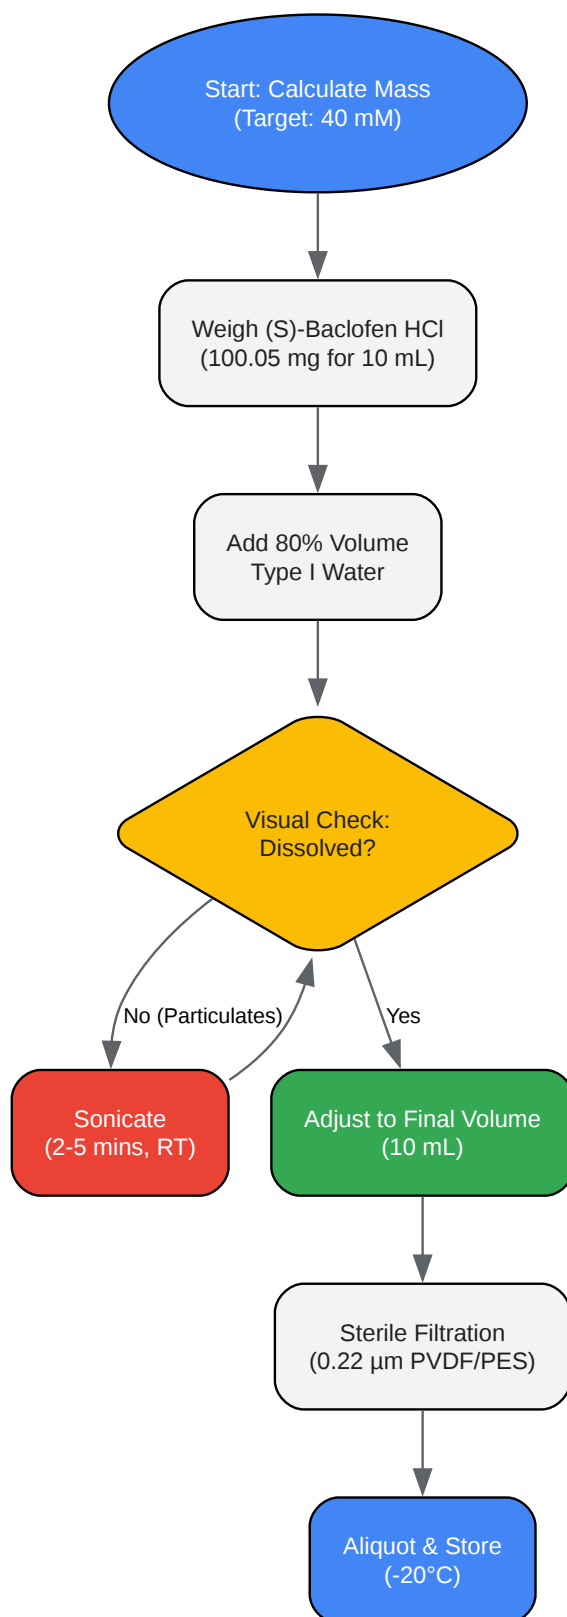 Start: Calculate Mass
(Target: 40 mM)
Weigh (S)-Baclofen HCl
(100.05 mg for 10 mL)
Add 80% Volume
Type I Water
Visual Check:
Dissolved?
No (Particulates)
Yes
Sonicate
(2-5 mins, RT)
Adjust to Final Volume
(10 mL)
Sterile Filtration
(0.22 µm PVDF/PES)
Aliquot & Store
(-20°C)